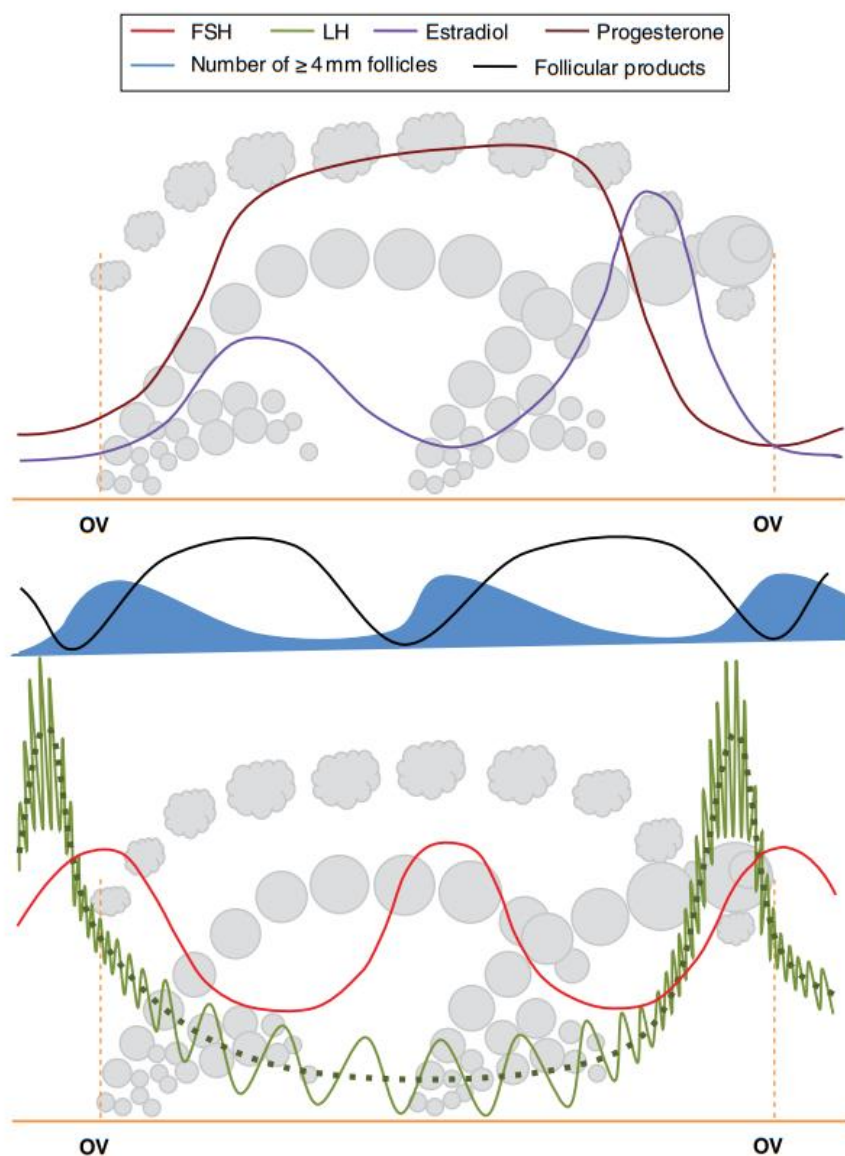 FSH LH Estradiol Progesterone
Number of ≥ 4 mm follicles Follicular products
OV OV
OV OV